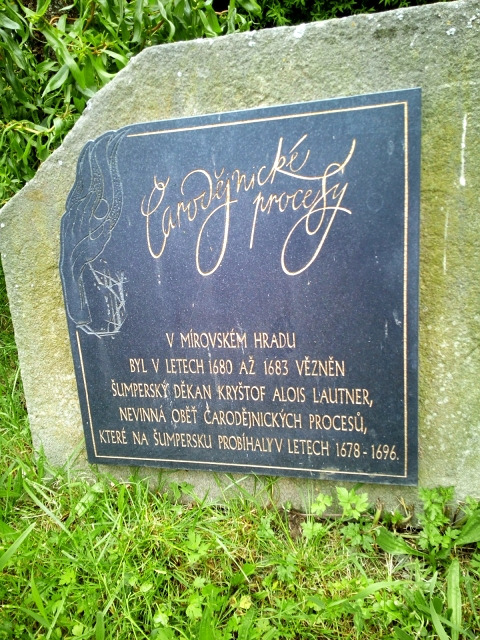 Čarodějnické
procesy
V MÍROVSKÉM HRADU
BYL V LETECH 1680 AŽ 1683 VĚZNĚN
ŠUMPERSKÝ DĚKAN KRYŠTOF ALOIS LAUTNER,
NEVINNÁ OBĚŤ ČARODĚJNICKÝCH PROCESŮ,
KTERÉ NA ŠUMPERSKU PROBÍHALY V LETECH 1678-1696.